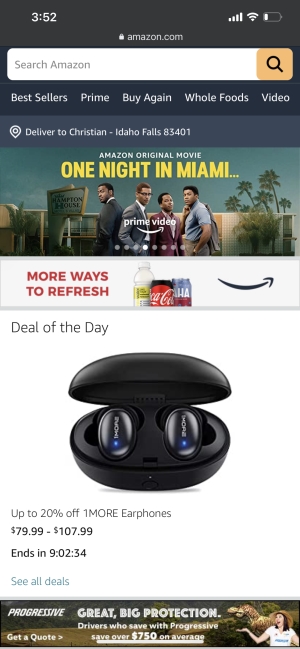 3:52
amazon.com
Search Amazon
Best Sellers Prime Buy Again Whole Foods Video
Deliver to Christian - Idaho Falls 83401
AMAZON ORIGINAL MOVIE
ONE NIGHT IN MIAMI...
HAMPTON
HOUSE
prime video
MORE WAYS
TO REFRESH
Coca-Cola
HA
Deal of the Day
1MORE
1MORE
Up to 20% off 1MORE Earphones
$79.99 - $107.99
Ends in 9:02:34
See all deals
PROGRESSIVE
GREAT, BIG PROTECTION.
Drivers who save with Progressive
Get a Quote >
save over $750 on average